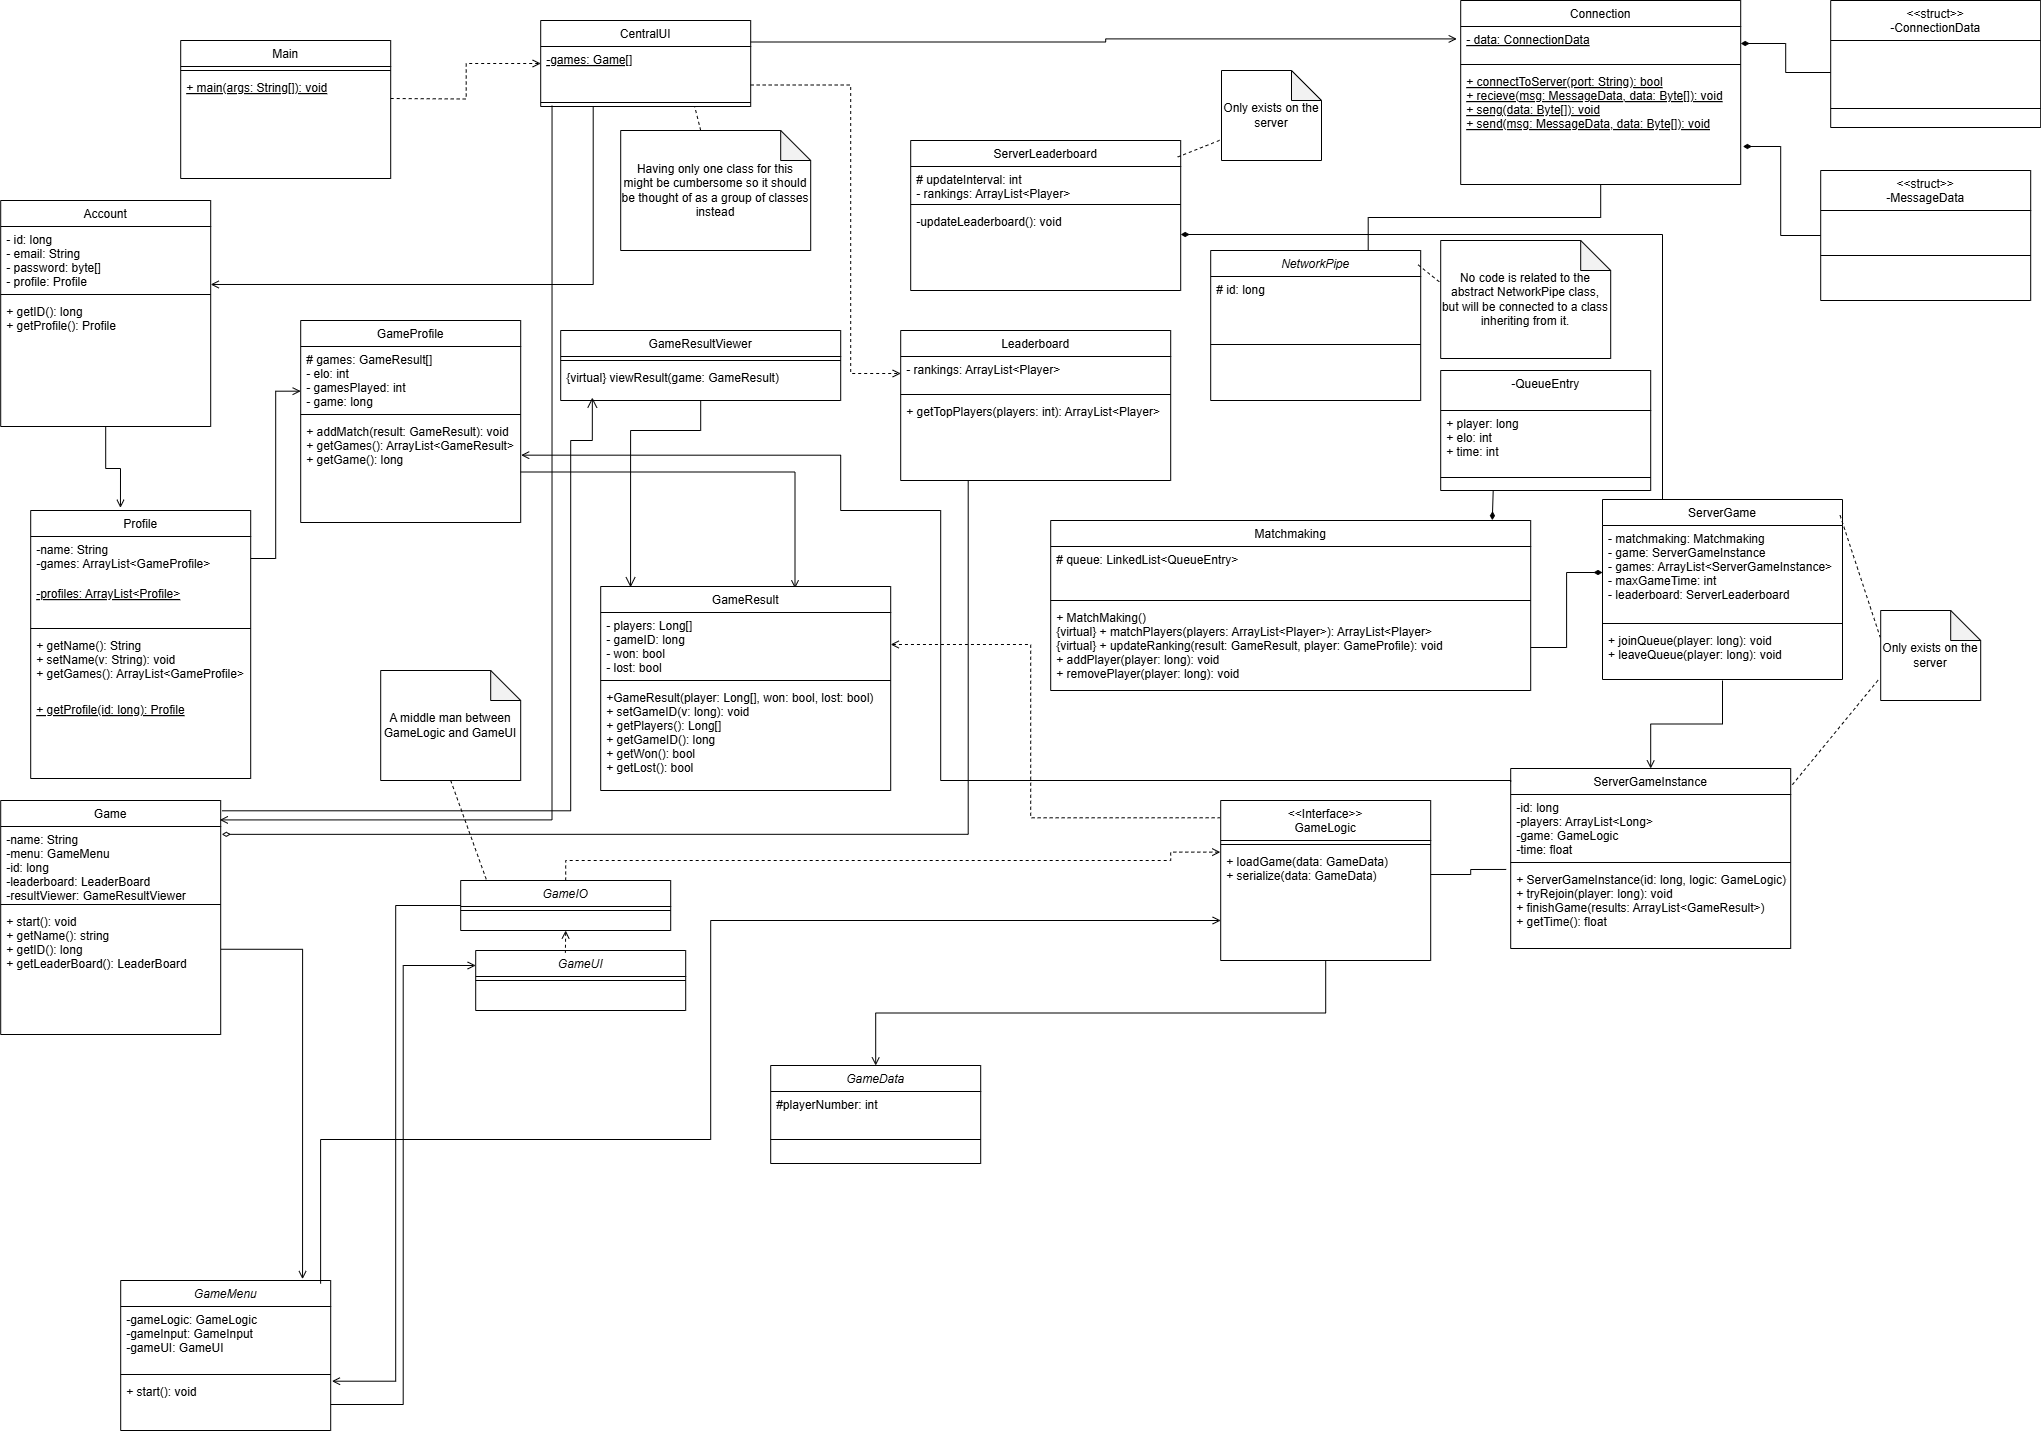 Main
+ main(args: String[]): void
CentralUI
-games: Game[]
Having only one class for this
might be cumbersome so it should
be thought of as a group of classes
instead
Connection
- data: ConnectionData
+ connectToServer(port: String): bool
+ recieve(msg: MessageData, data: Byte[]): void
+ seng(data: Byte[]): void
+ send(msg: MessageData, data: Byte[]): void
<<struct>>
-ConnectionData
<<struct>>
-MessageData
Only exists on the
server
ServerLeaderboard
# updateInterval: int
- rankings: ArrayList<Player>
-updateLeaderboard(): void
NetworkPipe
# id: long
No code is related to the
abstract NetworkPipe class,
but will be connected to a class
inheriting from it.
Account
- id: long
- email: String
- password: byte[]
- profile: Profile
+ getID(): long
+ getProfile(): Profile
GameProfile
# games: GameResult[]
- elo: int
- gamesPlayed: int
- game: long
+ addMatch(result: GameResult): void
+ getGames(): ArrayList<GameResult>
+ getGame(): long
GameResultViewer
{virtual} viewResult(game: GameResult)
Leaderboard
- rankings: ArrayList<Player>
+ getTopPlayers(players: int): ArrayList<Player>
-QueueEntry
+ player: long
+ elo: int
+ time: int
Profile
-name: String
-games: ArrayList<GameProfile>
-profiles: ArrayList<Profile>
+ getName(): String
+ setName(v: String): void
+ getGames(): ArrayList<GameProfile>
+ getProfile(id: long): Profile
Matchmaking
# queue: LinkedList<QueueEntry>
+ MatchMaking()
{virtual} + matchPlayers(players: ArrayList<Player>): ArrayList<Player>
{virtual} + updateRanking(result: GameResult, player: GameProfile): void
+ addPlayer(player: long): void
+ removePlayer(player: long): void
ServerGame
- matchmaking: Matchmaking
- game: ServerGameInstance
- games: ArrayList<ServerGameInstance>
- maxGameTime: int
- leaderboard: ServerLeaderboard
+ joinQueue(player: long): void
+ leaveQueue(player: long): void
Only exists on the
server
GameResult
- players: Long[]
- gameID: long
- won: bool
- lost: bool
+GameResult(player: Long[], won: bool, lost: bool)
+ setGameID(v: long): void
+ getPlayers(): Long[]
+ getGameID(): long
+ getWon(): bool
+ getLost(): bool
A middle man between
GameLogic and GameUI
Game
-name: String
-menu: GameMenu
-id: long
-leaderboard: LeaderBoard
-resultViewer: GameResultViewer
+ start(): void
+ getName(): string
+ getID(): long
+ getLeaderBoard(): LeaderBoard
GameIO
GameUI
<<Interface>>
GameLogic
+ loadGame(data: GameData)
+ serialize(data: GameData)
ServerGameInstance
-id: long
-players: ArrayList<Long>
-game: GameLogic
-time: float
+ ServerGameInstance(id: long, logic: GameLogic)
+ tryRejoin(player: long): void
+ finishGame(results: ArrayList<GameResult>)
+ getTime(): float
GameData
#playerNumber: int
GameMenu
-gameLogic: GameLogic
-gameInput: GameInput
-gameUI: GameUI
+ start(): void